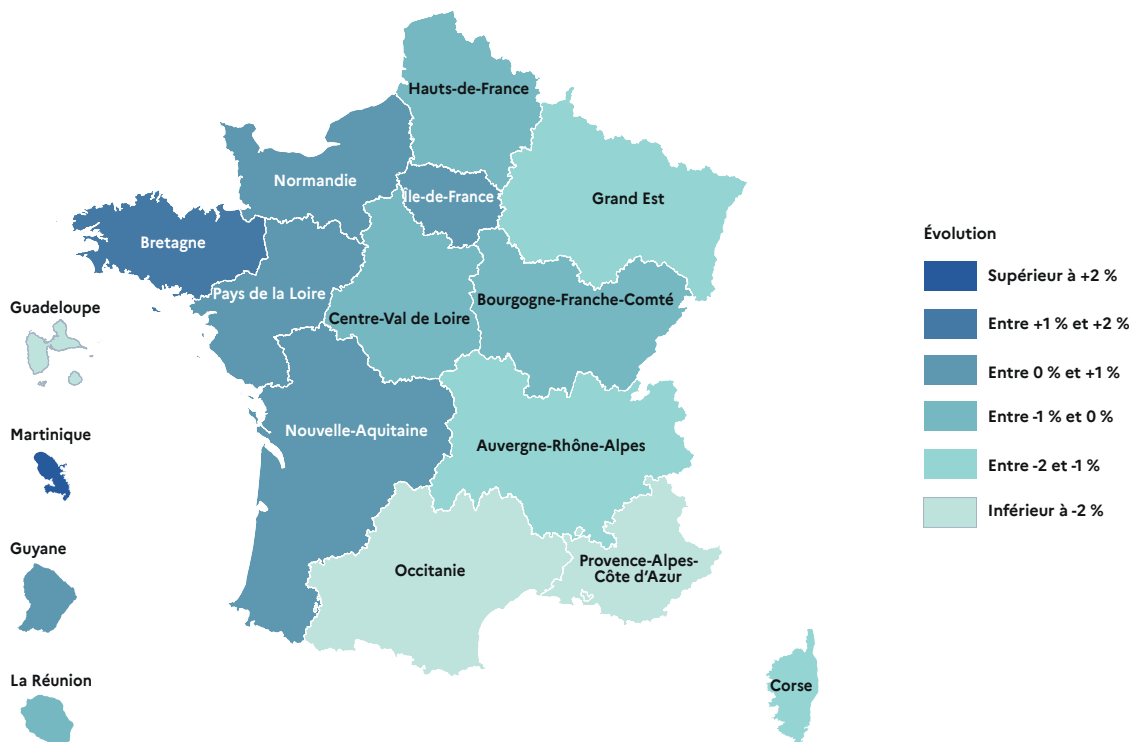 Hauts-de-France
Normandie
Île-de-France
Grand Est
Bretagne
Pays de la Loire
Centre-Val de Loire
Bourgogne-Franche-Comté
Nouvelle-Aquitaine
Auvergne-Rhône-Alpes
Occitanie
Provence-Alpes-
Côte d'Azur
Corse
Guadeloupe
Martinique
Guyane
La Réunion
Évolution
Supérieur à +2 %
Entre +1 % et +2 %
Entre 0 % et +1 %
Entre -1 % et 0 %
Entre -2 et -1 %
Inférieur à -2 %